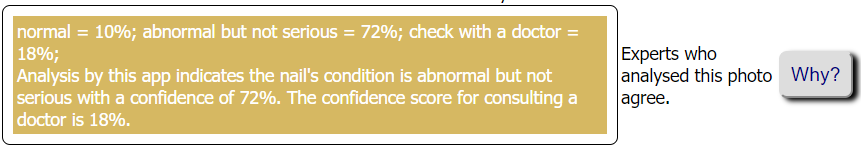 normal = 10%; abnormal but not serious = 72%; check with a doctor =
18%;
Analysis by this app indicates the nail's condition is abnormal but not
serious with a confidence of 72%. The confidence score for consulting a
doctor is 18%.
Experts who
analysed this photo
agree.
Why?